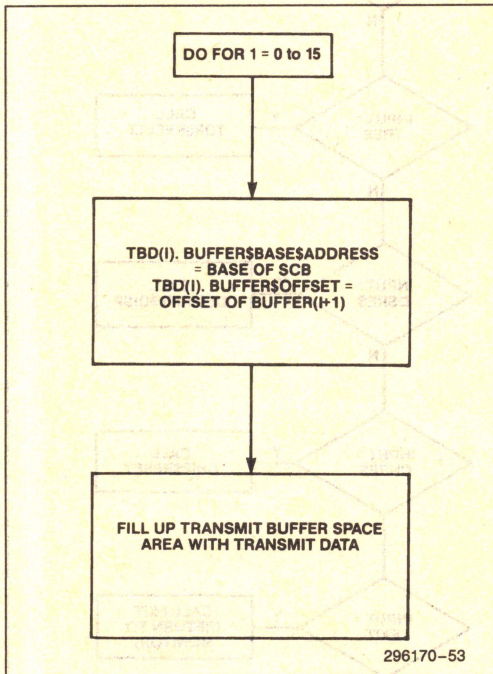 DO FOR 1 = 0 to 15
TBD(I). BUFFER$BASE$ADDRESS
= BASE OF SCB
TBD(I). BUFFER$OFFSET =
OFFSET OF BUFFER(I+1)
FILL UP TRANSMIT BUFFER SPACE
AREA WITH TRANSMIT DATA
296170-53